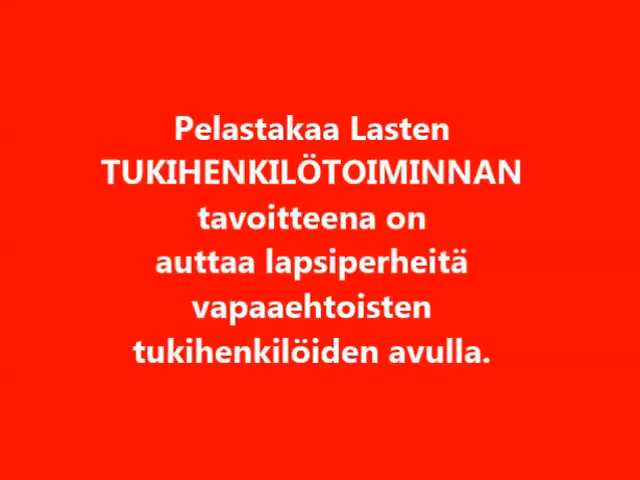 Pelastakaa Lasten
TUKIHENKILÖTOIMINNAN
tavoitteena on
auttaa lapsiperheitä
vapaaehtoisten
tukihenkilöiden avulla.